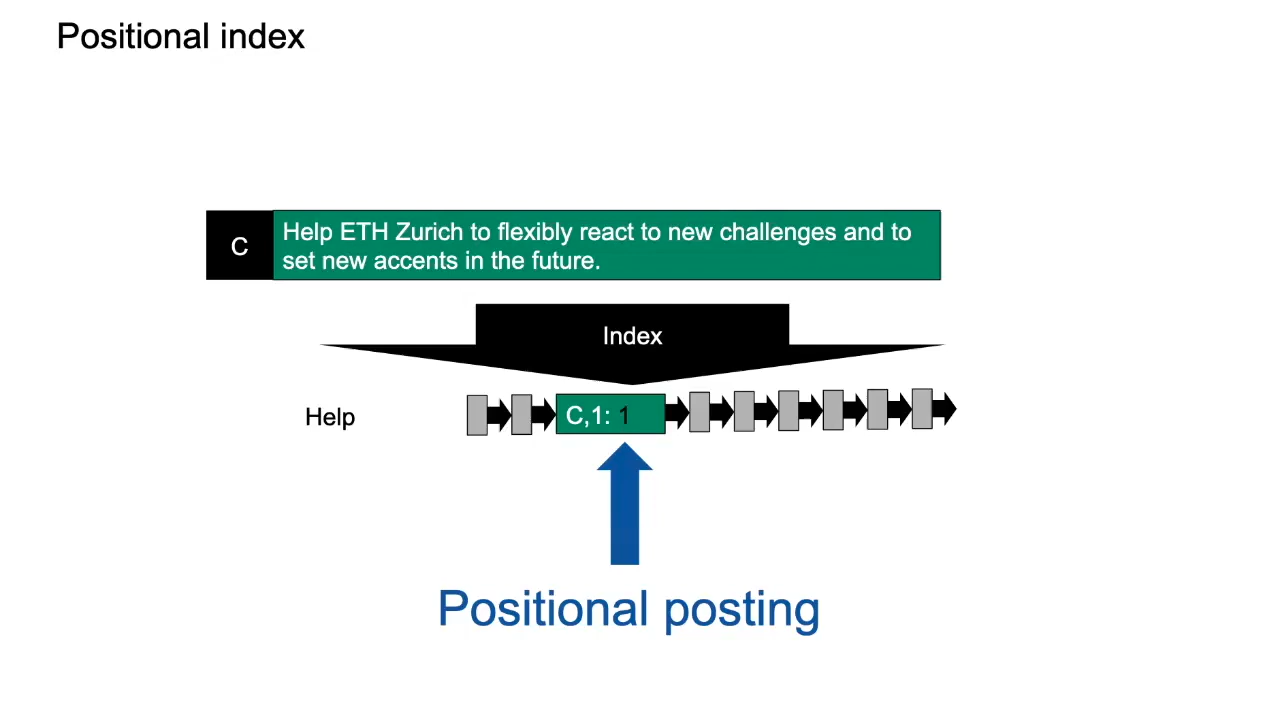 Positional index
C
Help ETH Zurich to flexibly react to new challenges and to
set new accents in the future.
Index
Help
C,1: 1
Positional posting